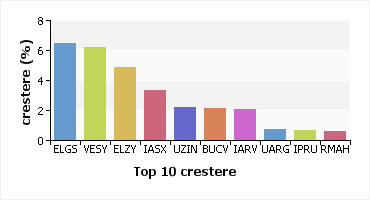 8
6
4
2
0
crestere (%)
ELGS VESY ELZY IASX UZIN BUCV IARV UARG IPRU RMAH
Top 10 crestere